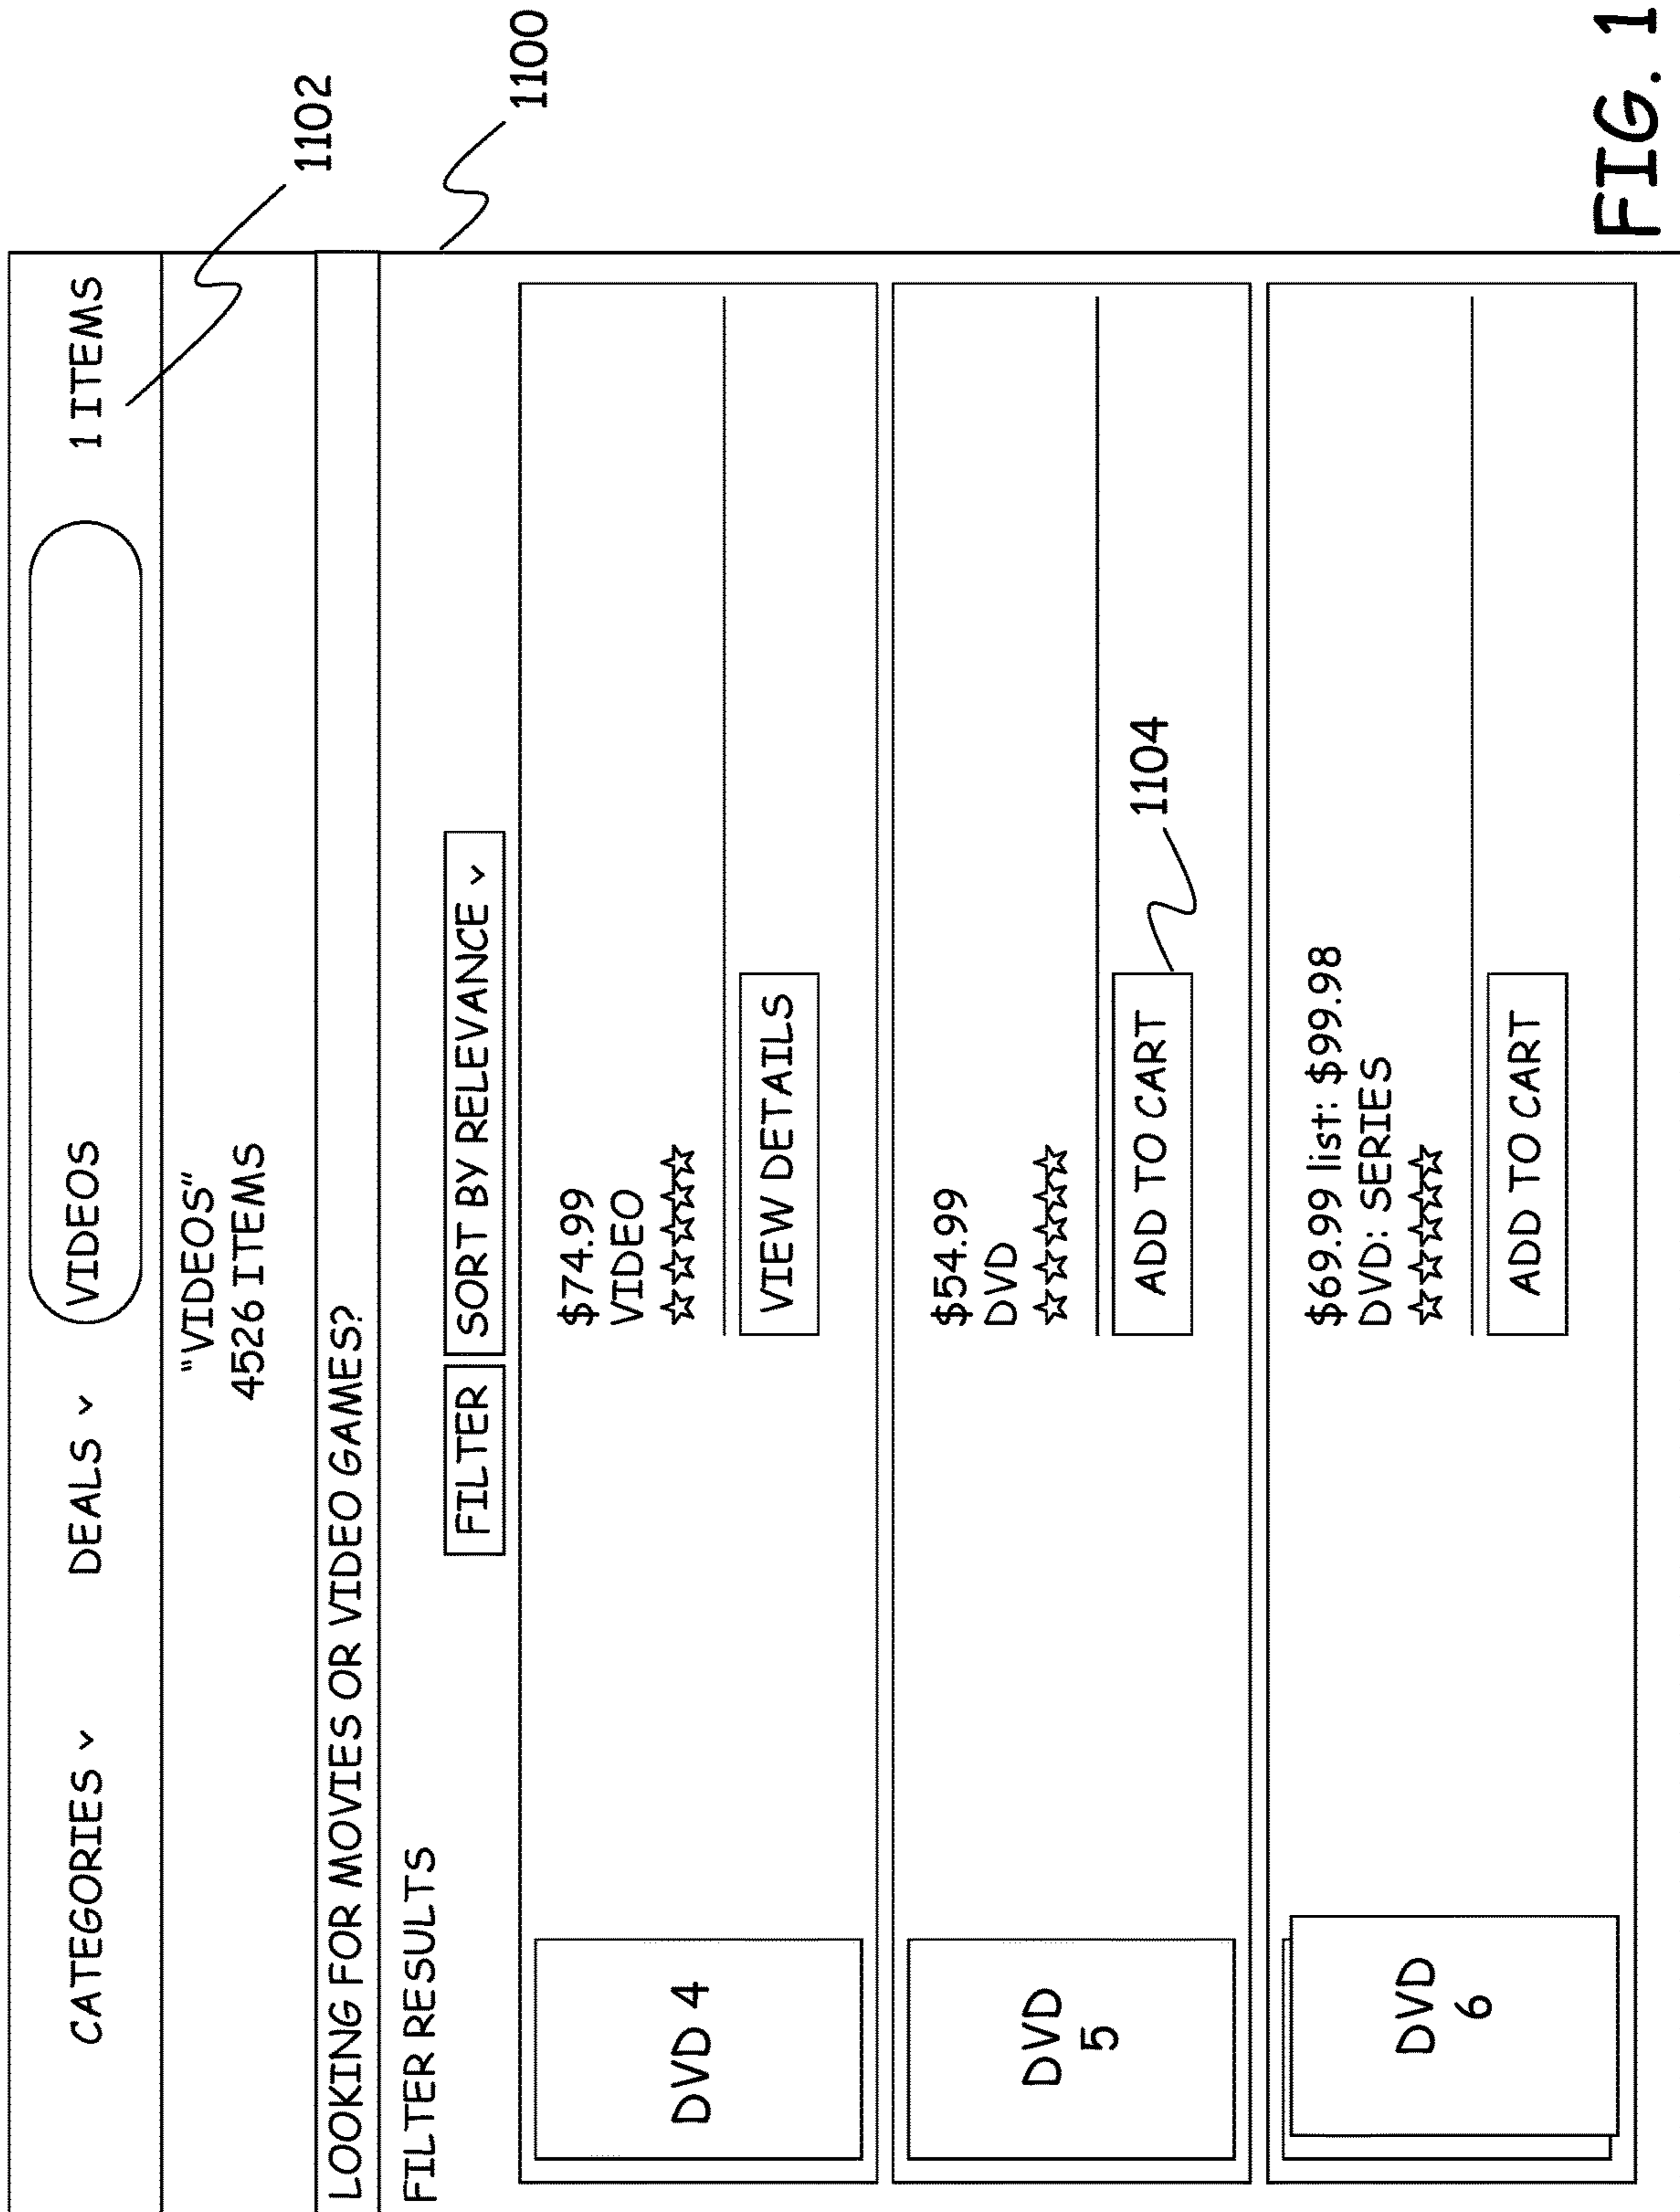 CATEGORIES ˅ DEALS ˅ VIDEOS 1 ITEMS
1102
"VIDEOS"
4526 ITEMS
LOOKING FOR MOVIES OR VIDEO GAMES?
1100
FILTER RESULTS
FILTER SORT BY RELEVANCE ˅
DVD 4
$74.99
VIDEO
☆☆☆☆☆
VIEW DETAILS
DVD
5
$54.99
DVD
☆☆☆☆☆
ADD TO CART
1104
DVD
6
$69.99 list: $99.98
DVD: SERIES
☆☆☆☆☆
ADD TO CART
FIG. 1